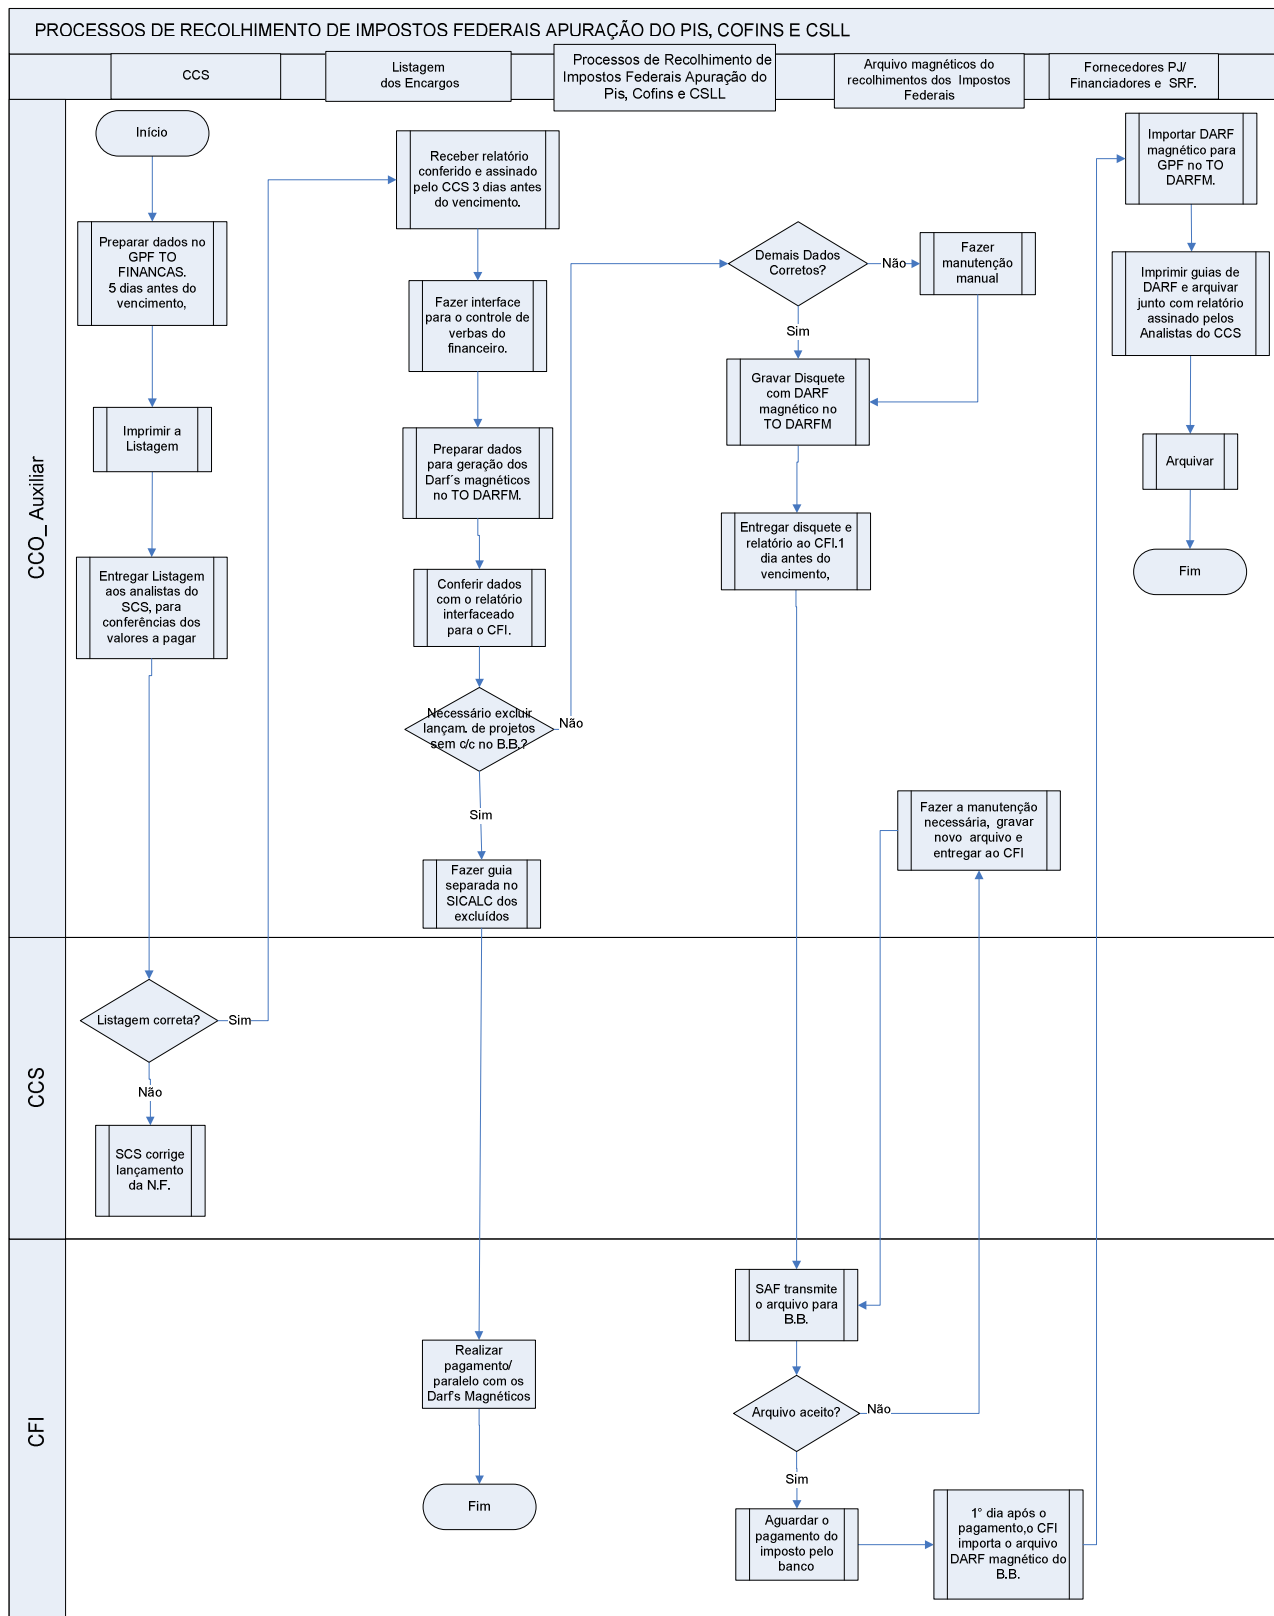 PROCESSOS DE RECOLHIMENTO DE IMPOSTOS FEDERAIS APURAÇÃO DO PIS, COFINS E CSLL
CCS
Listagem
dos Encargos
Processos de Recolhimento de
Impostos Federais Apuração do
Pis, Cofins e CSLL
Arquivo magnéticos do
recolhimentos dos Impostos
Federais
Fornecedores PJ/
Financiadores e SRF.
CCO_ Auxiliar
Início
Preparar dados no
GPF TO
FINANCAS.
5 dias antes do
vencimento,
Imprimir a
Listagem
Entregar Listagem
aos analistas do
SCS, para
conferências dos
valores a pagar
Receber relatório
conferido e assinado
pelo CCS 3 dias antes
do vencimento.
Fazer interface
para o controle de
verbas do
financeiro.
Preparar dados
para geração dos
Darf´s magnéticos
no TO DARFM.
Conferir dados
com o relatório
interfaceado
para o CFI.
Necessário excluir
lançam. de projetos
sem c/c no B.B.?
Não
Sim
Fazer guia
separada no
SICALC dos
excluídos
Demais Dados
Corretos?
Não
Fazer
manutenção
manual
Sim
Gravar Disquete
com DARF
magnético no
TO DARFM
Entregar disquete e
relatório ao CFI.1
dia antes do
vencimento,
Fazer a manutenção
necessária, gravar
novo arquivo e
entregar ao CFI
Importar DARF
magnético para
GPF no TO
DARFM.
Imprimir guias de
DARF e arquivar
junto com relatório
assinado pelos
Analistas do CCS
Arquivar
Fim
CCS
Listagem correta?
Sim
Não
SCS corrige
lançamento
da N.F.
CFI
Realizar
pagamento/
paralelo com os
Darf's Magnéticos
Fim
SAF transmite
o arquivo para
B.B.
Arquivo aceito?
Não
Sim
Aguardar o
pagamento do
imposto pelo
banco
1° dia após o
pagamento,o CFI
importa o arquivo
DARF magnético do
B.B.